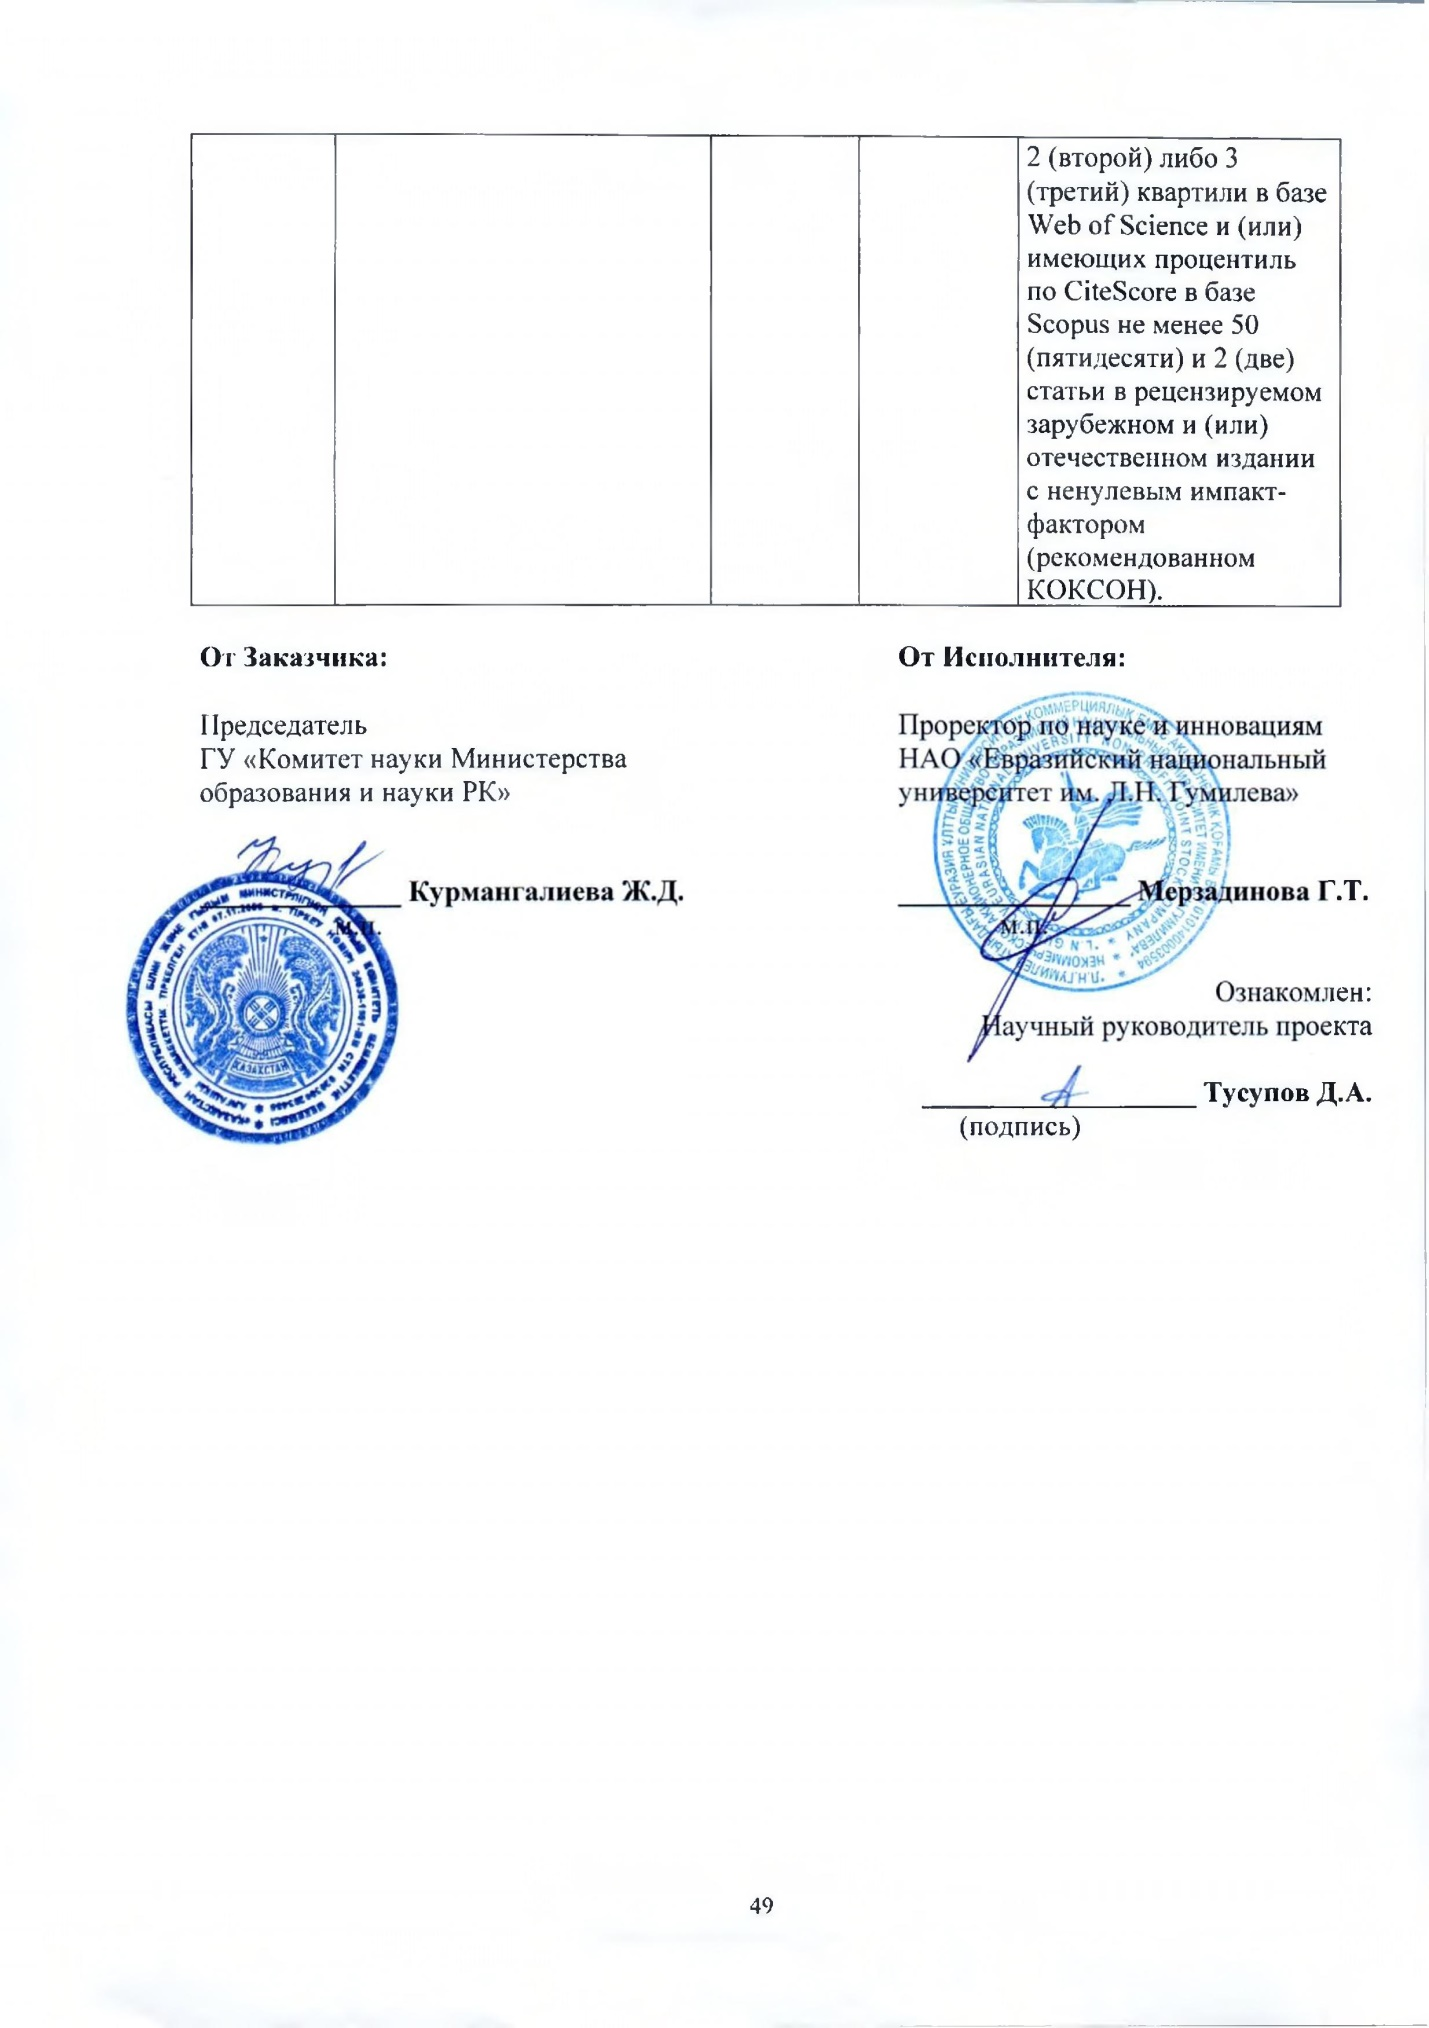 2 (второй) либо 3
(третий) квартили в базе
Web of Science и (или)
имеющих процентиль
по CiteScore в базе
Scopus не менее 50
(пятидесяти) и 2 (две)
статьи в рецензируемом
зарубежном и (или)
отечественном издании
с ненулевым импакт-
фактором
(рекомендованном
КОКСОН).
От Заказчика:
Председатель
ГУ «Комитет науки Министерства
образования и науки РК»
Курмангалиева Ж.Д.
м.п.
ҚАЗАҚСТАН
От Исполнителя:
Проректор по науке и инновациям
НАО «Евразийский национальный
университет им. Л.Н. Гумилева»
Мерзадинова Г.Т.
м.п.
Ознакомлен:
Научный руководитель проекта
Тусупов Д.А.
(подпись)
49